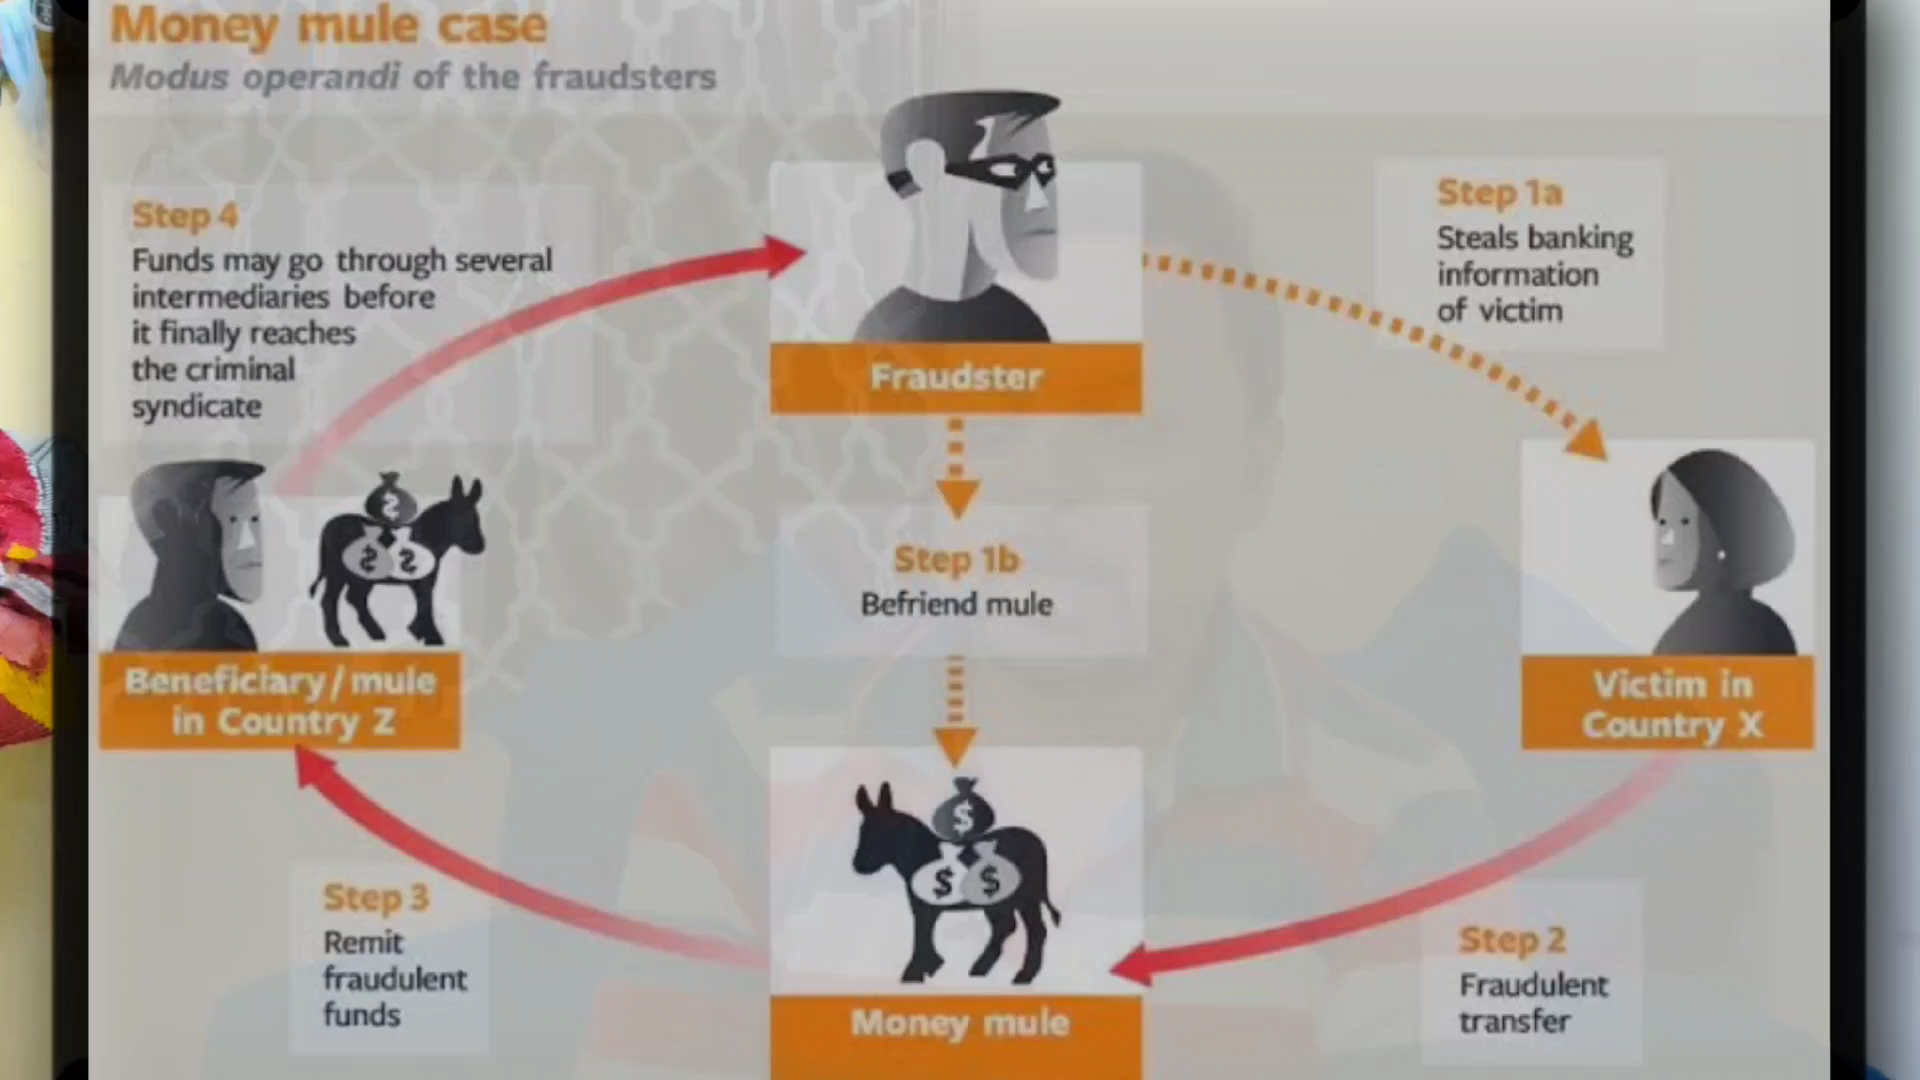 Money mule case
Modus operandi of the fraudsters
Step 4
Funds may go through several
intermediaries before
it finally reaches
the criminal
syndicate
Fraudster
Step 1a
Steals banking
information
of victim
Step 1b
Befriend mule
Beneficiary/mule
in Country Z
Victim in
Country X
$
$ $
Step 3
Remit
fraudulent
funds
Money mule
Step 2
Fraudulent
transfer